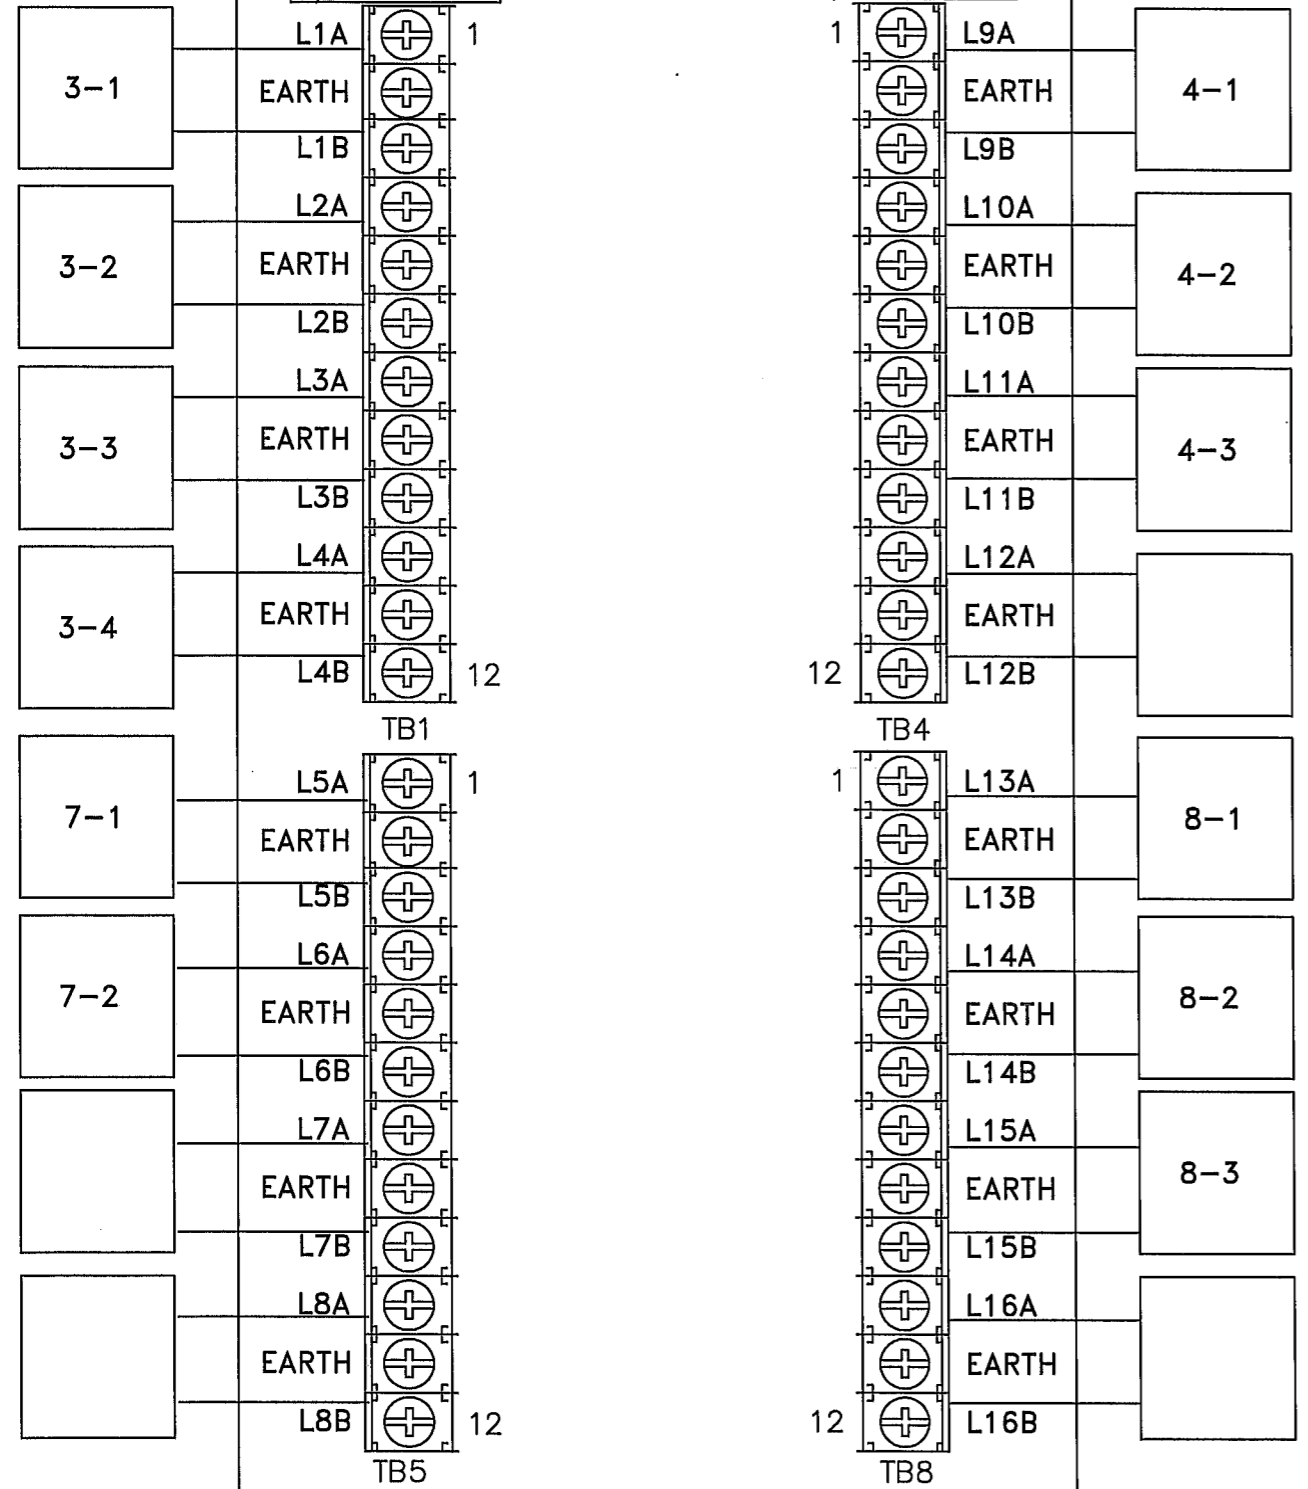 L1A 1
3-1 EARTH
L1B
L2A
3-2 EARTH
L2B
L3A
3-3 EARTH
L3B
L4A
3-4 EARTH
L4B 12
TB1
L5A 1
7-1 EARTH
L5B
L6A
7-2 EARTH
L6B
L7A
EARTH
L7B
L8A
EARTH
L8B 12
TB5
1 L9A
EARTH 4-1
L9B
L10A
EARTH 4-2
L10B
L11A
EARTH 4-3
L11B
L12A
EARTH
12 L12B
TB4
1 L13A
EARTH 8-1
L13B
L14A
EARTH 8-2
L14B
L15A
EARTH 8-3
L15B
L16A
EARTH
12 L16B
TB8